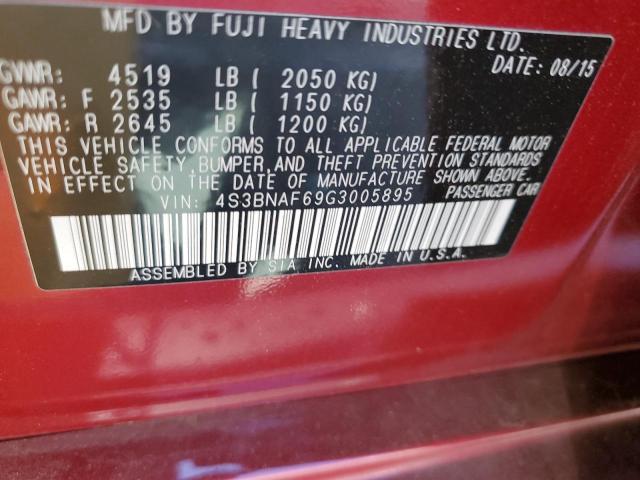 MFD BY FUJI HEAVY INDUSTRIES LTD.
DATE: 08/15
GVWR: 4519 LB ( 2050 KG)
GAWR: F 2535 LB ( 1150 KG)
GAWR: R 2645 LB ( 1200 KG)
THIS VEHICLE CONFORMS TO ALL APPLICABLE FEDERAL MOTOR
VEHICLE SAFETY,BUMPER,AND THEFT PREVENTION STANDARDS
IN EFFECT ON THE DATE OF MANUFACTURE SHOWN ABOVE.
VIN: 4S3BNAF69G3005895 PASSENGER CAR
ASSEMBLED BY SIA INC. MADE IN U.S.A.